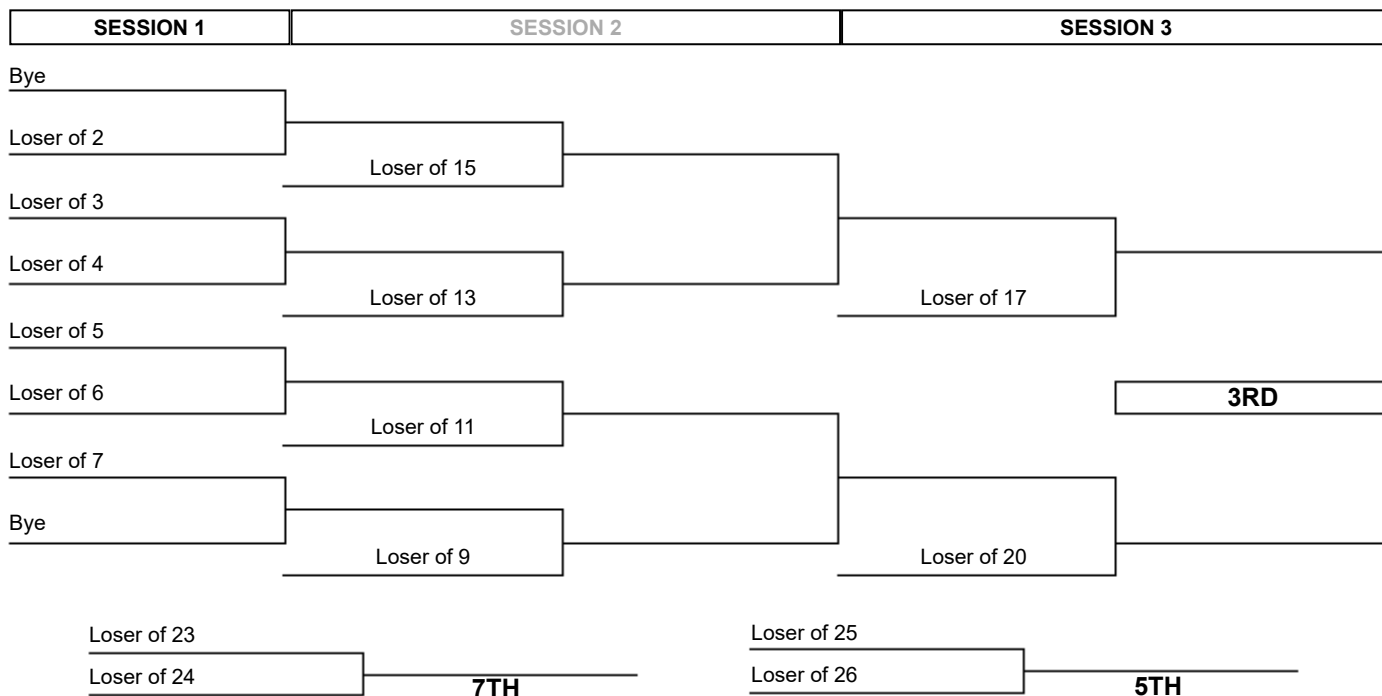 SESSION 1
SESSION 2
SESSION 3
Bye
Loser of 2
Loser of 15
Loser of 3
Loser of 4
Loser of 13
Loser of 17
Loser of 5
Loser of 6
3RD
Loser of 11
Loser of 7
Bye
Loser of 9
Loser of 20
Loser of 23
Loser of 24
7TH
Loser of 25
Loser of 26
5TH